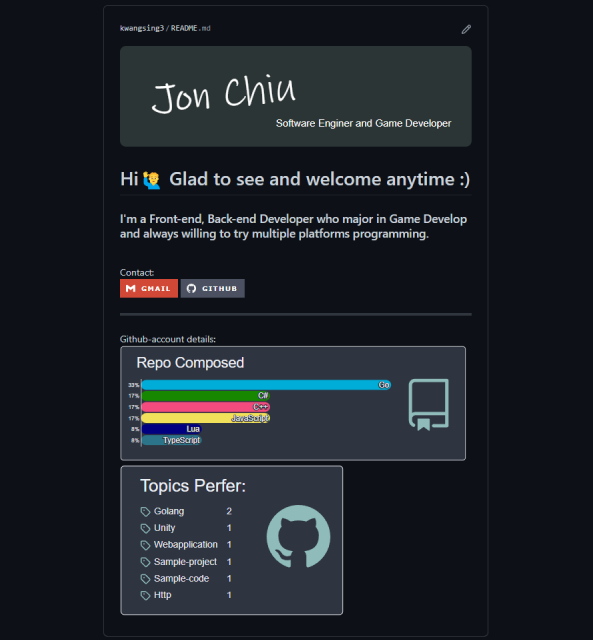 kwangsing3/README.md
Jon Chiu
Software Enginer and Game Developer
Hi 🙋‍♂️ Glad to see and welcome anytime :)
I'm a Front-end, Back-end Developer who major in Game Develop
and always willing to try multiple platforms programming.
Contact:
GMAIL GITHUB
Github-account details:
Repo Composed
33% Go
17% C#
17% C++
17% JavaScript
8% Lua
8% TypeScript
Topics Perfer:
Golang 2
Unity 1
Webapplication 1
Sample-project 1
Sample-code 1
Http 1